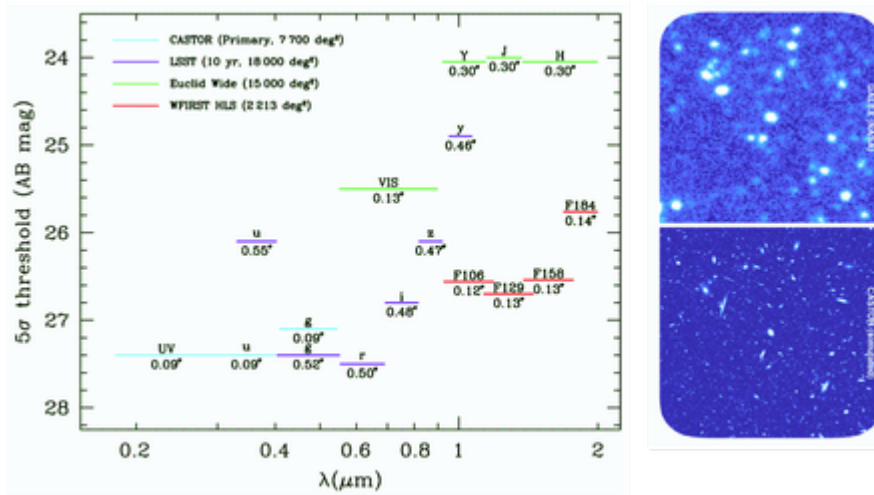 CASTOR (Primary, 7 700 deg²)
LSST (10 yr, 18 000 deg²)
Euclid Wide (15 000 deg²)
WFIRST HLS (2 213 deg²)
24
25
26
27
28
5σ threshold (AB mag)
Y
J
H
0.30"
0.30"
0.30"
y
0.46"
VIS
0.13"
F184
0.14"
u
0.55"
z
0.47"
F106
0.12"
F129
0.13"
F158
0.13"
i
0.48"
g
0.09"
UV
0.09"
u
0.09"
g
0.52"
r
0.50"
0.2
0.4
0.6
0.8
1
2
λ(μm)